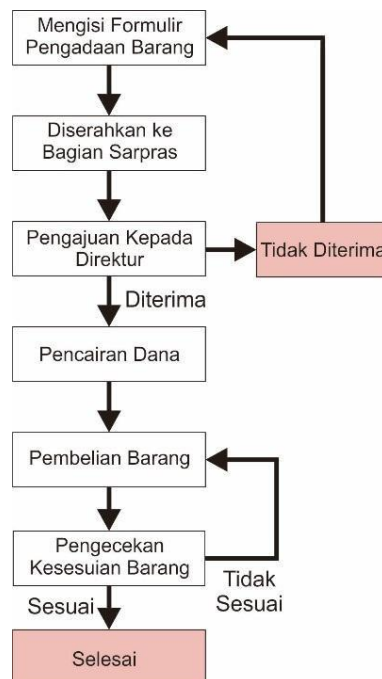 Mengisi Formulir
Pengadaan Barang
Diserahkan ke
Bagian Sarpras
Pengajuan Kepada
Direktur
Tidak Diterima
Diterima
Pencairan Dana
Pembelian Barang
Pengecekan
Kesesuian Barang
Tidak
Sesuai
Sesuai
Selesai